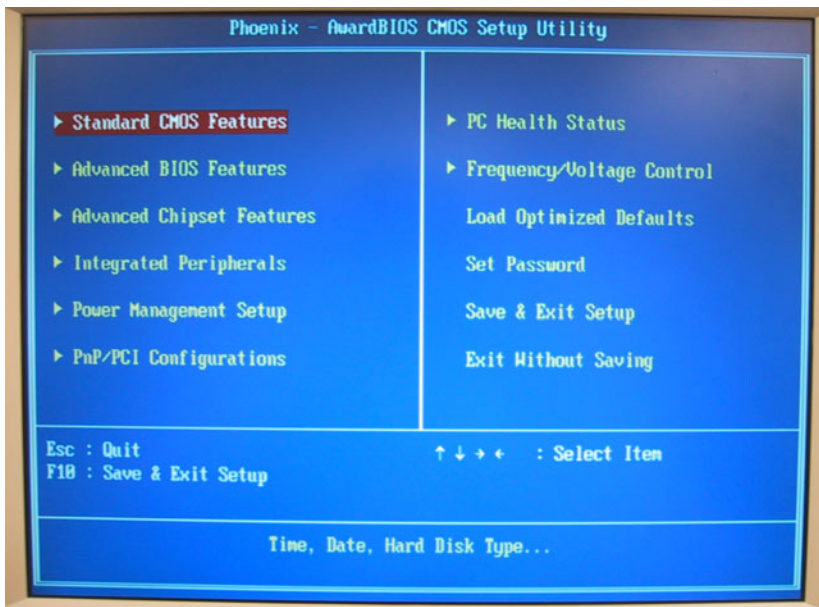 Phoenix - AwardBIOS CMOS Setup Utility
▶ Standard CMOS Features
▶ Advanced BIOS Features
▶ Advanced Chipset Features
▶ Integrated Peripherals
▶ Power Management Setup
▶ PnP/PCI Configurations
▶ PC Health Status
▶ Frequency/Voltage Control
Load Optimized Defaults
Set Password
Save & Exit Setup
Exit Without Saving
Esc : Quit
F10 : Save & Exit Setup
↑ ↓ → ← : Select Item
Time, Date, Hard Disk Type...